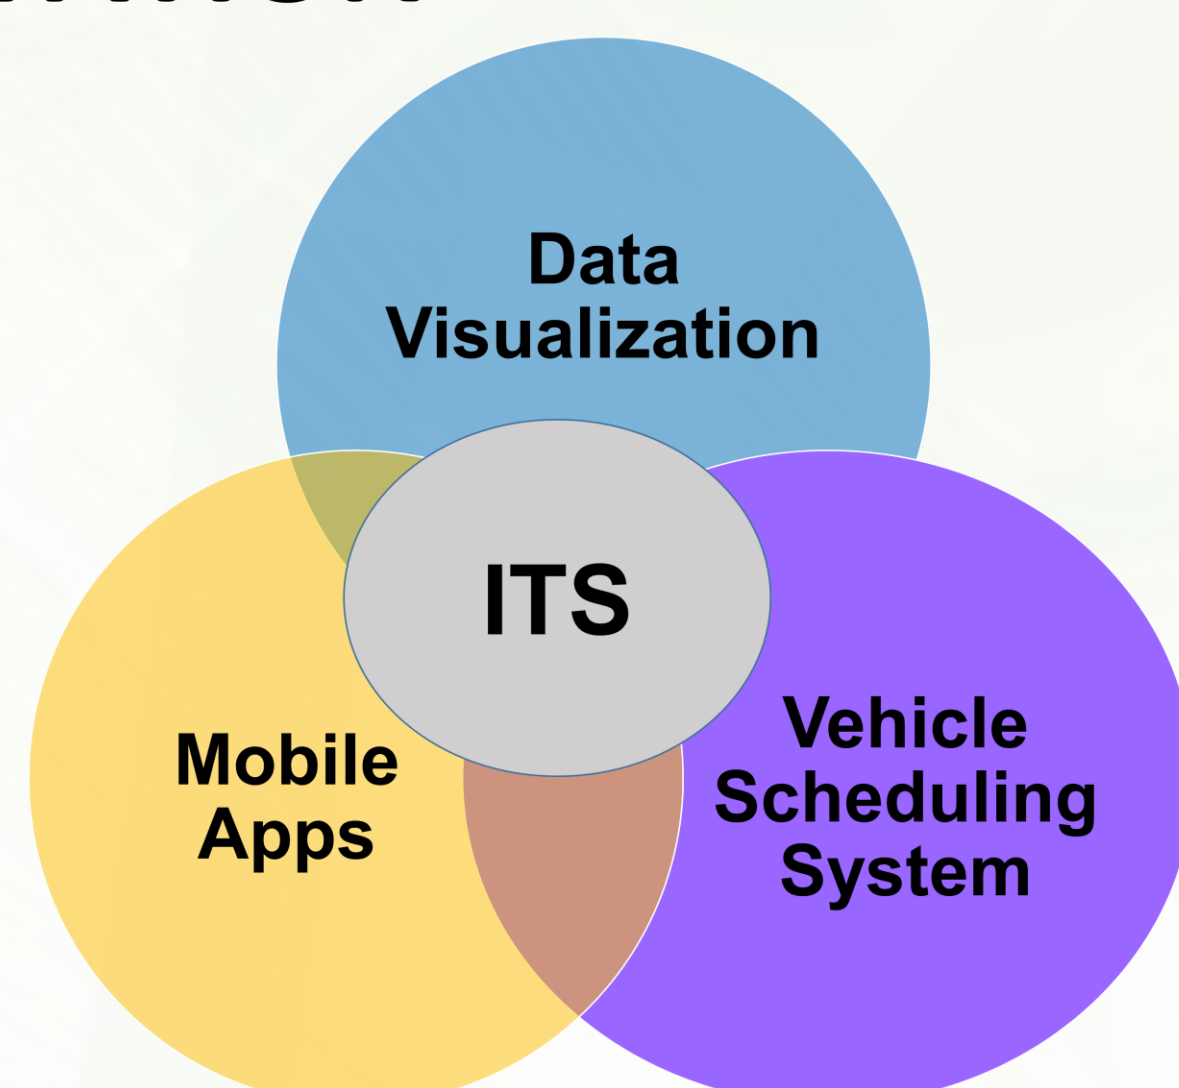 Data
Visualization
ITS
Mobile
Apps
Vehicle
Scheduling
System